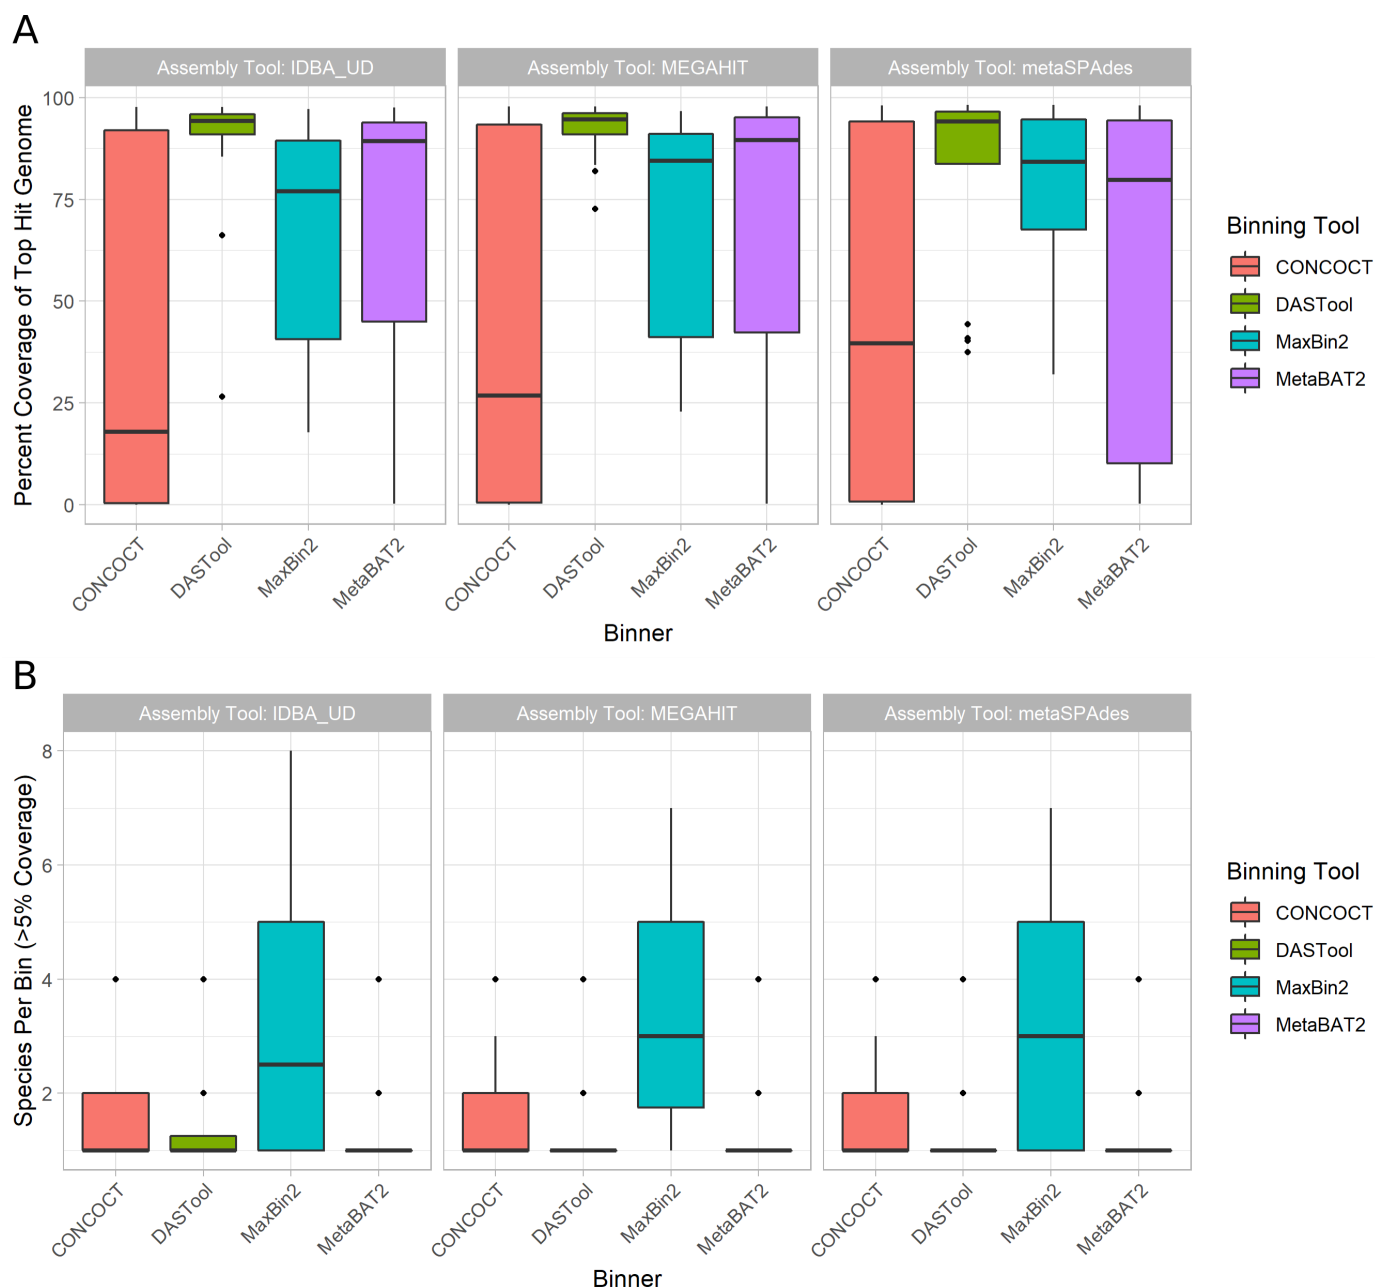 A
Assembly Tool: IDBA_UD
Assembly Tool: MEGAHIT
Assembly Tool: metaSPAdes
Percent Coverage of Top Hit Genome
100
75
50
25
0
CONCOCT
DASTool
MaxBin2
MetaBAT2
CONCOCT
DASTool
MaxBin2
MetaBAT2
CONCOCT
DASTool
MaxBin2
MetaBAT2
Binner
Binning Tool
CONCOCT
DASTool
MaxBin2
MetaBAT2
B
Assembly Tool: IDBA_UD
Assembly Tool: MEGAHIT
Assembly Tool: metaSPAdes
Species Per Bin (>5% Coverage)
8
6
4
2
CONCOCT
DASTool
MaxBin2
MetaBAT2
CONCOCT
DASTool
MaxBin2
MetaBAT2
CONCOCT
DASTool
MaxBin2
MetaBAT2
Binner
Binning Tool
CONCOCT
DASTool
MaxBin2
MetaBAT2